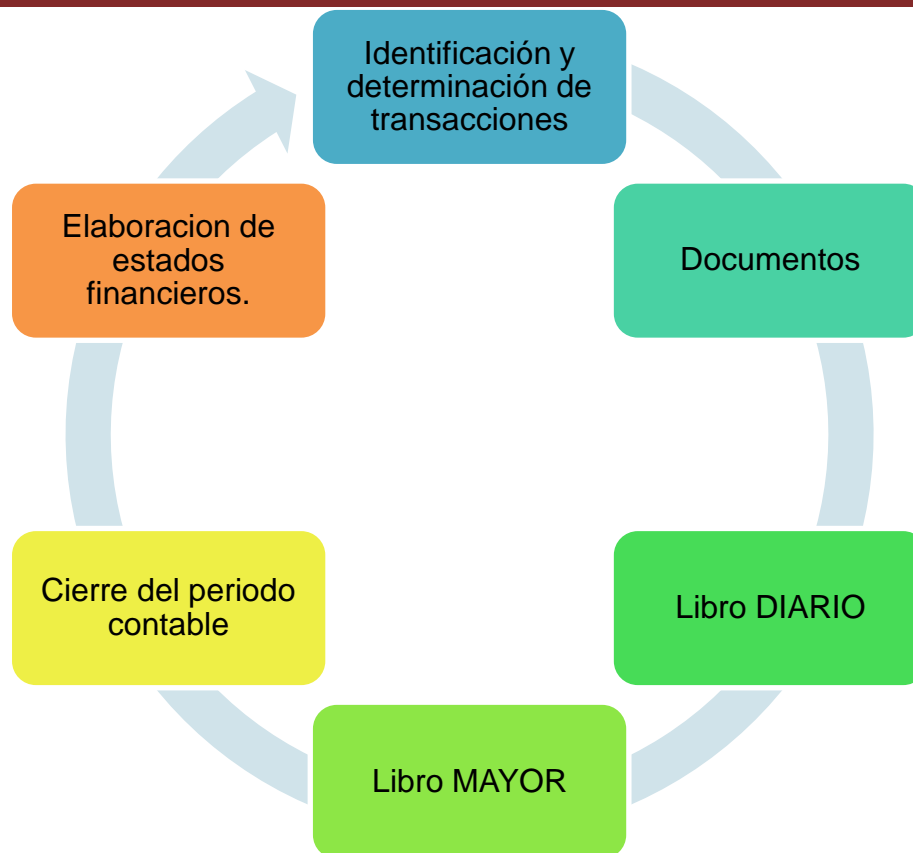 Identificación y
determinación de
transacciones
Documentos
Libro DIARIO
Libro MAYOR
Cierre del periodo
contable
Elaboracion de
estados
financieros.